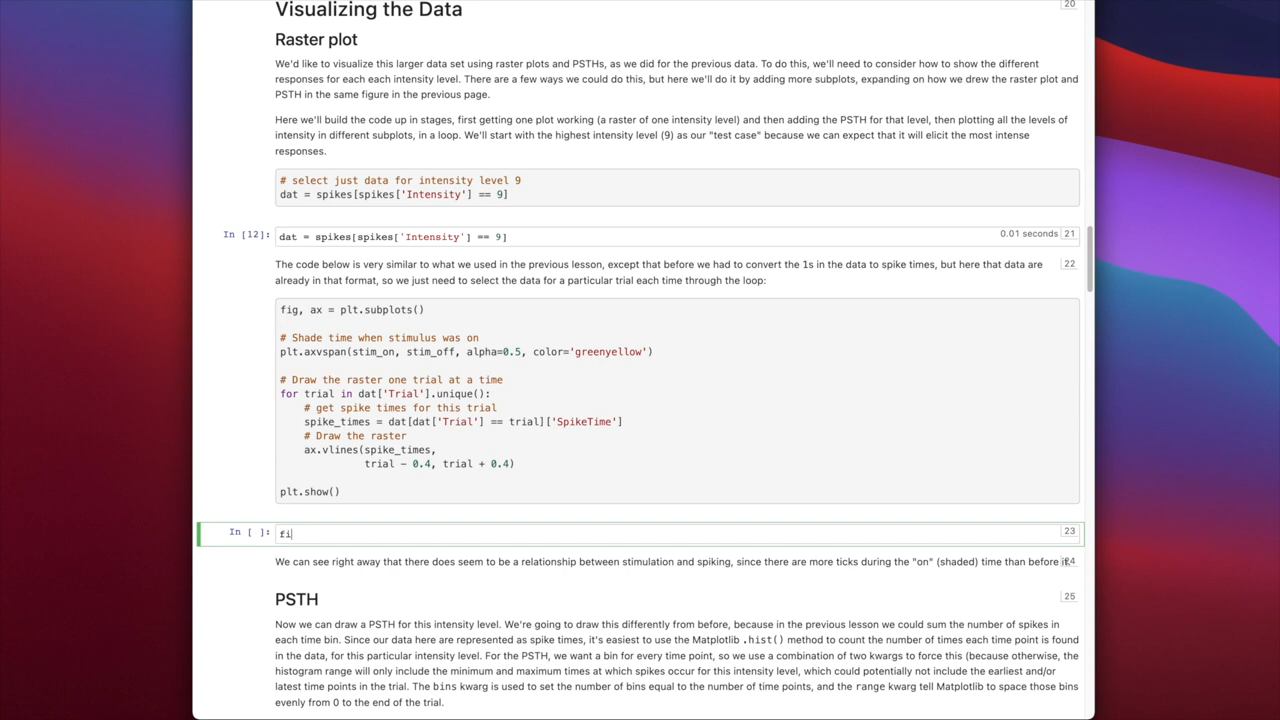 Visualizing the Data
20
Raster plot
We'd like to visualize this larger data set using raster plots and PSTHs, as we did for the previous data. To do this, we'll need to consider how to show the different
responses for each each intensity level. There are a few ways we could do this, but here we'll do it by adding more subplots, expanding on how we drew the raster plot and
PSTH in the same figure in the previous page.
Here we'll build the code up in stages, first getting one plot working (a raster of one intensity level) and then adding the PSTH for that level, then plotting all the levels of
intensity in different subplots, in a loop. We'll start with the highest intensity level (9) as our "test case" because we can expect that it will elicit the most intense
responses.
# select just data for intensity level 9
dat = spikes[spikes['Intensity'] == 9]
In [12]: dat = spikes[spikes['Intensity'] == 9] 0.01 seconds 21
The code below is very similar to what we used in the previous lesson, except that before we had to convert the 1s in the data to spike times, but here that data are 22
already in that format, so we just need to select the data for a particular trial each time through the loop:
fig, ax = plt.subplots()
# Shade time when stimulus was on
plt.axvspan(stim_on, stim_off, alpha=0.5, color='greenyellow')
# Draw the raster one trial at a time
for trial in dat['Trial'].unique():
    # get spike times for this trial
    spike_times = dat[dat['Trial'] == trial]['SpikeTime']
    # Draw the raster
    ax.vlines(spike_times,
              trial - 0.4, trial + 0.4)
plt.show()
In [ ]: fi 23
We can see right away that there does seem to be a relationship between stimulation and spiking, since there are more ticks during the "on" (shaded) time than before
PSTH
25
Now we can draw a PSTH for this intensity level. We're going to draw this differently from before, because in the previous lesson we could sum the number of spikes in
each time bin. Since our data here are represented as spike times, it's easiest to use the Matplotlib .hist() method to count the number of times each time point is found
in the data, for this particular intensity level. For the PSTH, we want a bin for every time point, so we use a combination of two kwargs to force this (because otherwise, the
histogram range will only include the minimum and maximum times at which spikes occur for this intensity level, which could potentially not include the earliest and/or
latest time points in the trial. The bins kwarg is used to set the number of bins equal to the number of time points, and the range kwarg tell Matplotlib to space those bins
evenly from 0 to the end of the trial.